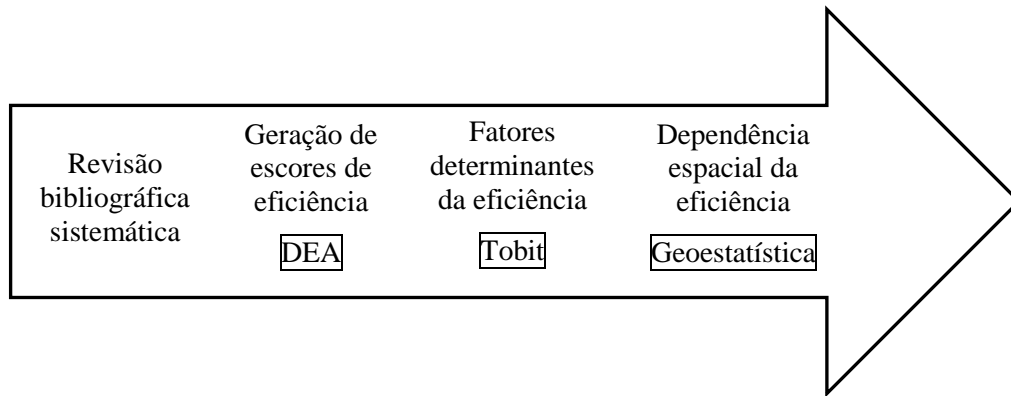 Revisão
bibliográfica
sistemática
Geração de
escores de
eficiência
DEA
Fatores
determinantes
da eficiência
Tobit
Dependência
espacial da
eficiência
Geoestatística